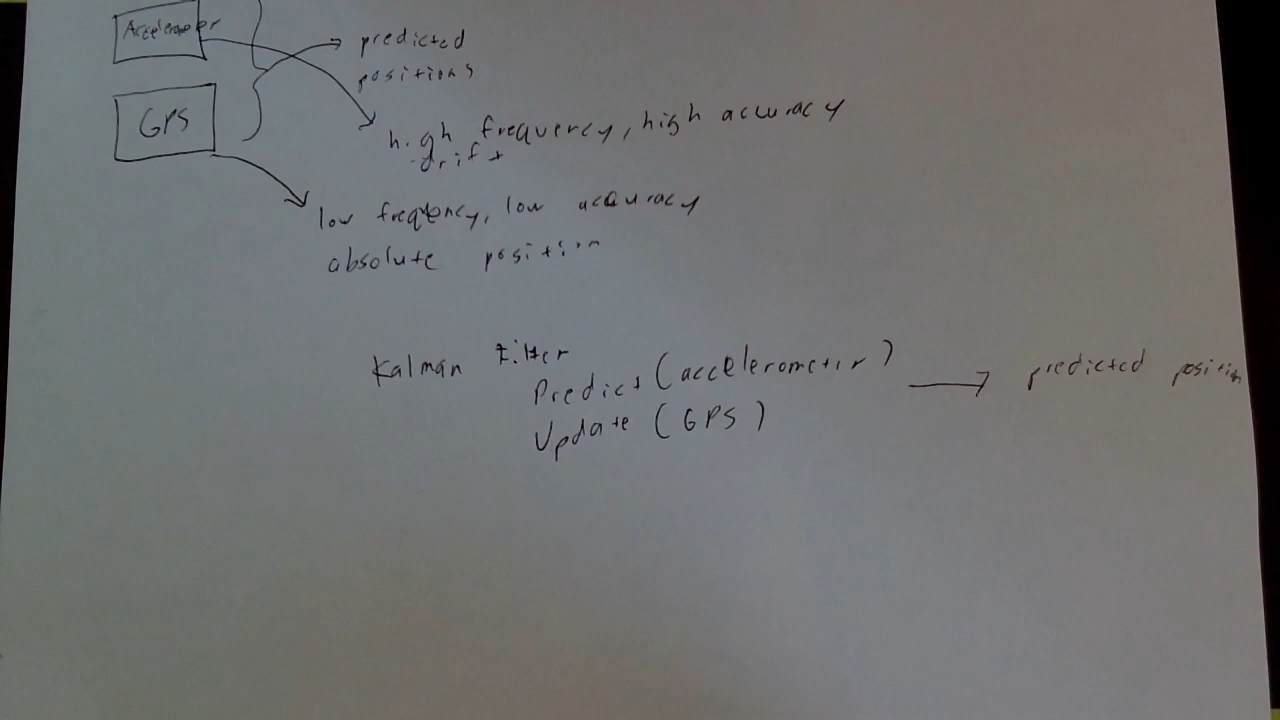 Accelerometer
predicted
positions
GPS
high frequency, high accuracy
drift
low frequency, low accuracy
absolute position
Kalman Filter
Predict (accelerometer)
Update (GPS)
predicted position